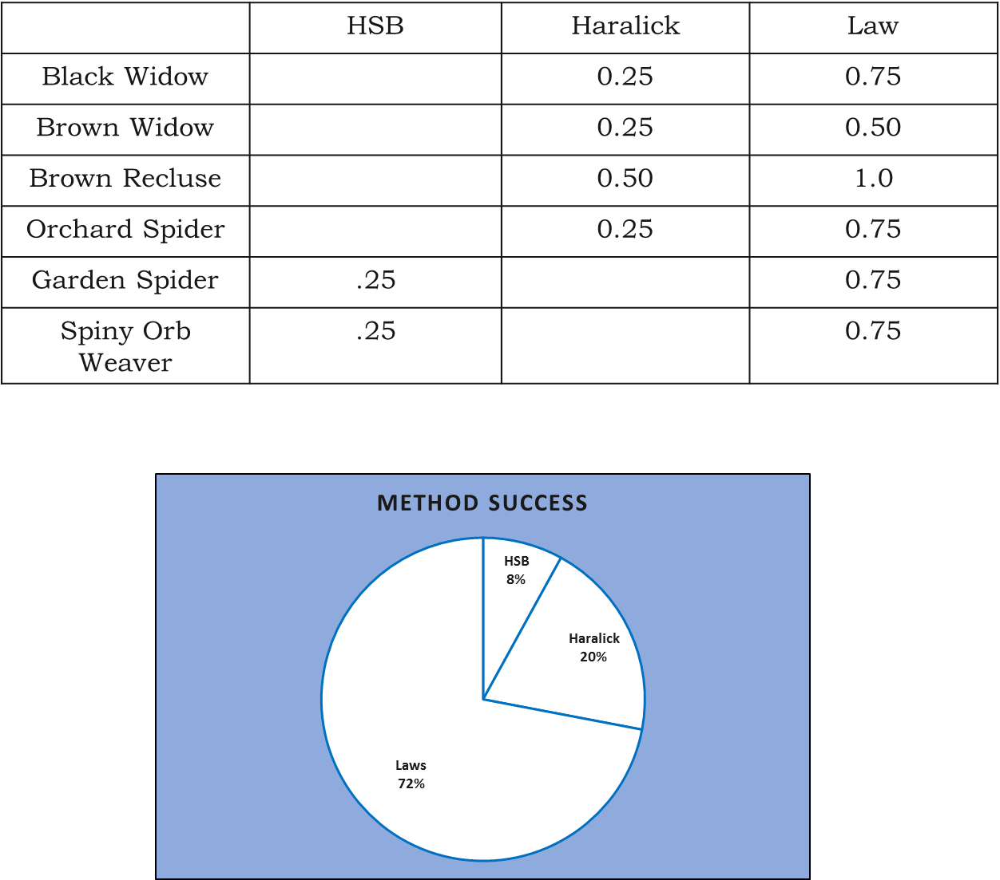 HSB Haralick Law
Black Widow 0.25 0.75
Brown Widow 0.25 0.50
Brown Recluse 0.50 1.0
Orchard Spider 0.25 0.75
Garden Spider .25 0.75
Spiny Orb .25 0.75
Weaver
METHOD SUCCESS
HSB
8%
Haralick
20%
Laws
72%